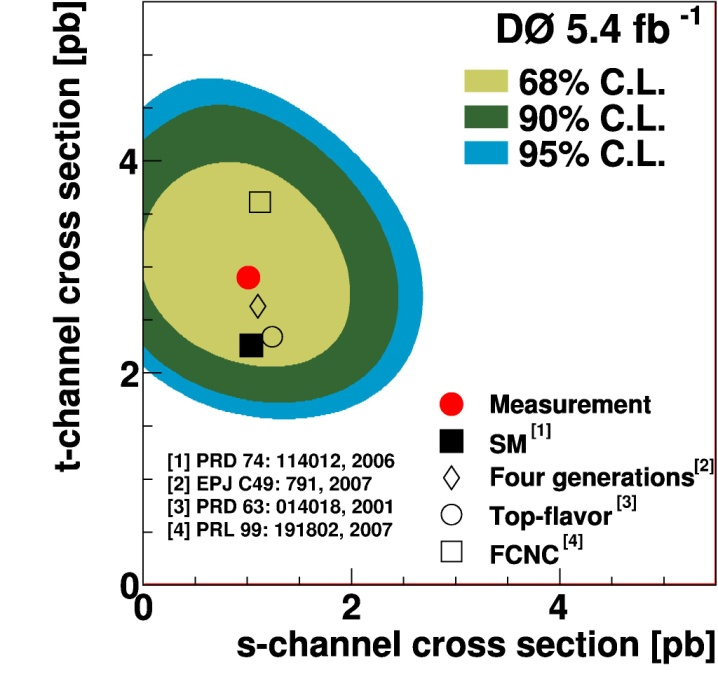 DØ 5.4 fb -1
68% C.L.
90% C.L.
95% C.L.
t-channel cross section [pb]
4
2
0
Measurement
SM[1]
Four generations[2]
Top-flavor[3]
FCNC[4]
[1] PRD 74: 114012, 2006
[2] EPJ C49: 791, 2007
[3] PRD 63: 014018, 2001
[4] PRL 99: 191802, 2007
0 2 4
s-channel cross section [pb]